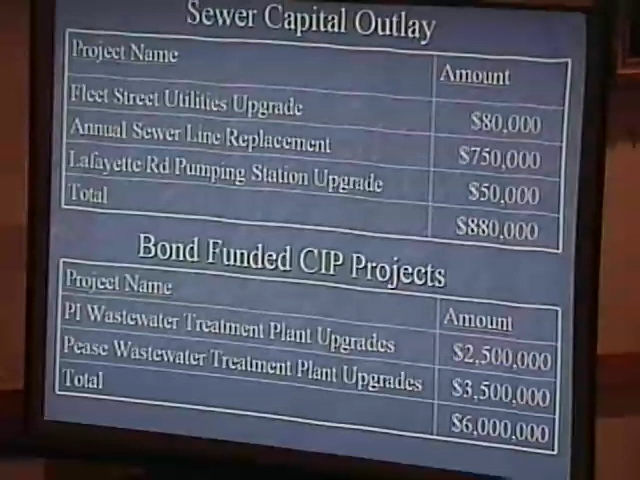 Sewer Capital Outlay
Project Name Amount
Fleet Street Utilities Upgrade $80,000
Annual Sewer Line Replacement $750,000
Lafayette Rd Pumping Station Upgrade $50,000
Total $880,000
Bond Funded CIP Projects
Project Name Amount
PI Wastewater Treatment Plant Upgrades $2,500,000
Pease Wastewater Treatment Plant Upgrades $3,500,000
Total $6,000,000